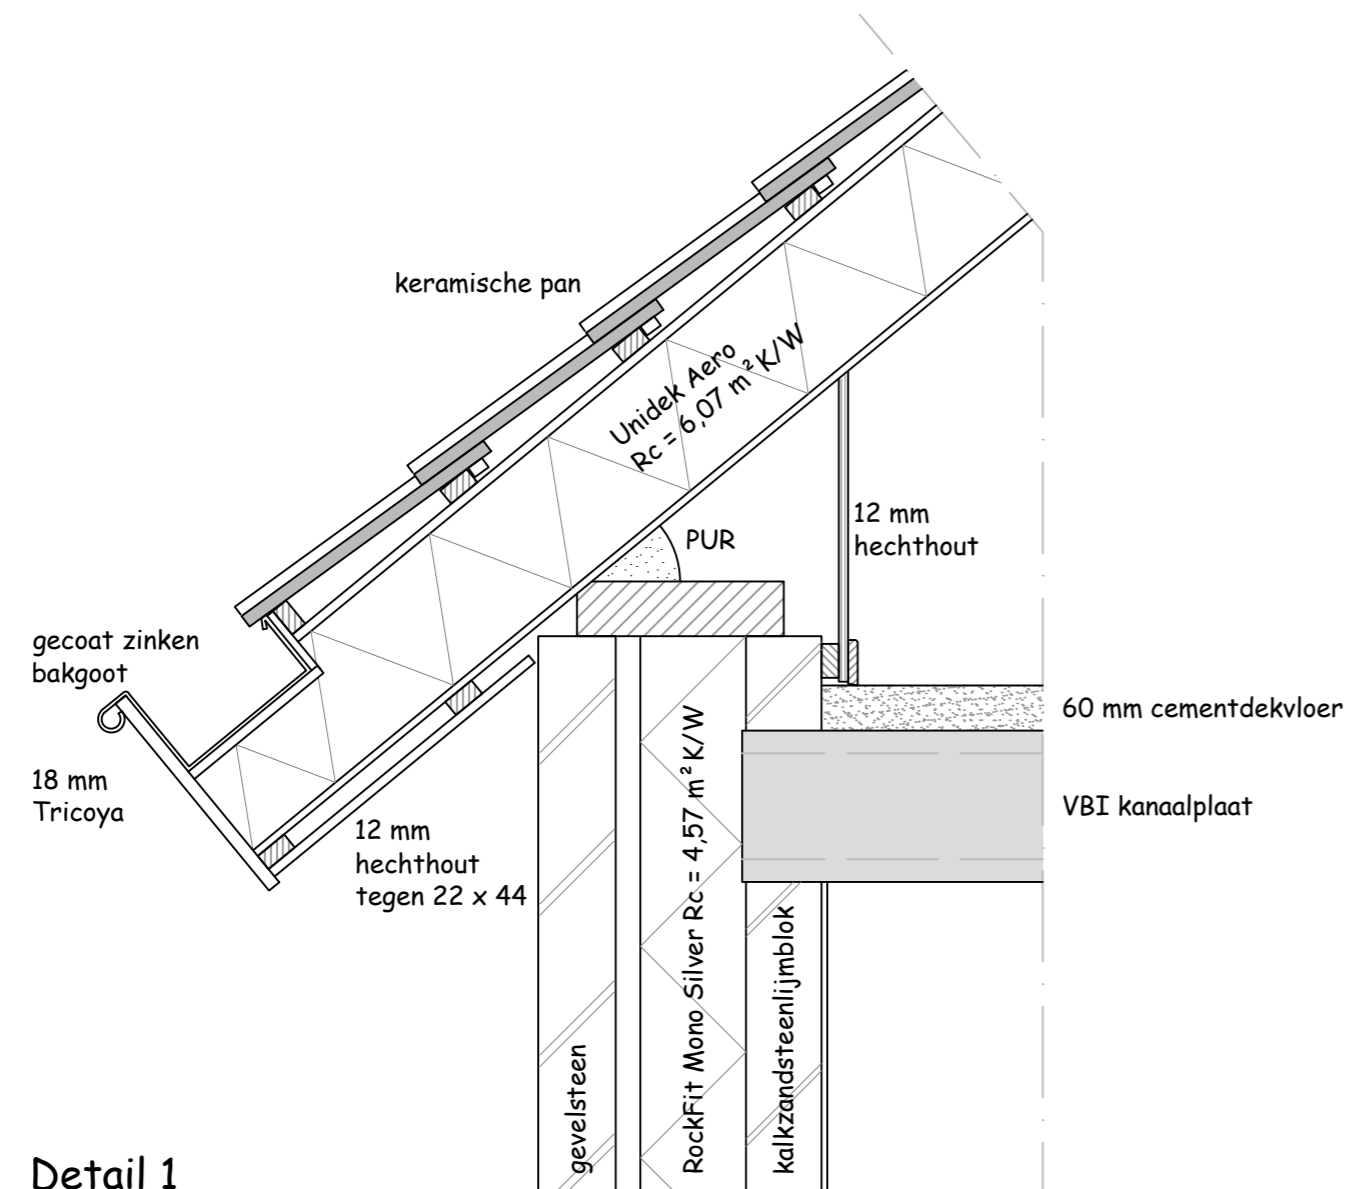 keramische pan
Unidek Aero
Rc = 6,07 m²K/W
PUR
12 mm
hechthout
gecoat zinken
bakgoot
60 mm cementdekvloer
18 mm
Tricoya
VBI kanaalplaat
12 mm
hechthout
tegen 22 x 44
gevelsteen
RockFit Mono Silver Rc = 4,57 m²K/W
kalkzandsteenlijmblok
Detail 1